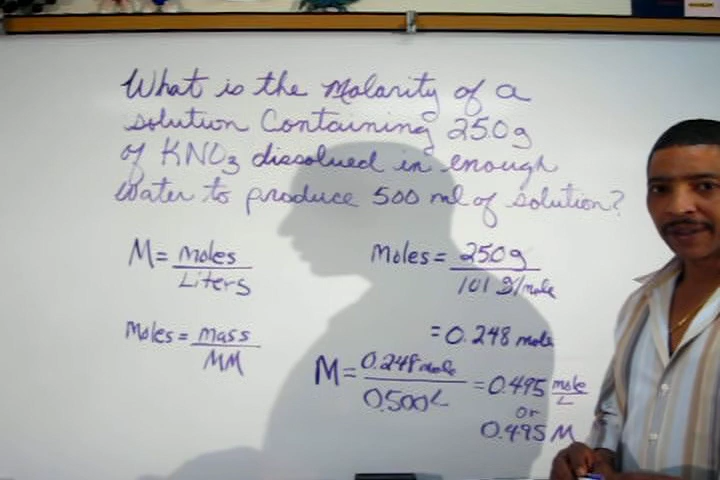 What is the Molarity of a
solution Containing 25.0g
of KNO3 dissolved in enough
Water to produce 500 ml of solution?
M = moles / Liters
Moles = 25.0g / 101 g/mole
Moles = mass / MM
= 0.248 mole
M = 0.248 mole / 0.500L = 0.495 mole / L
or
0.495 M